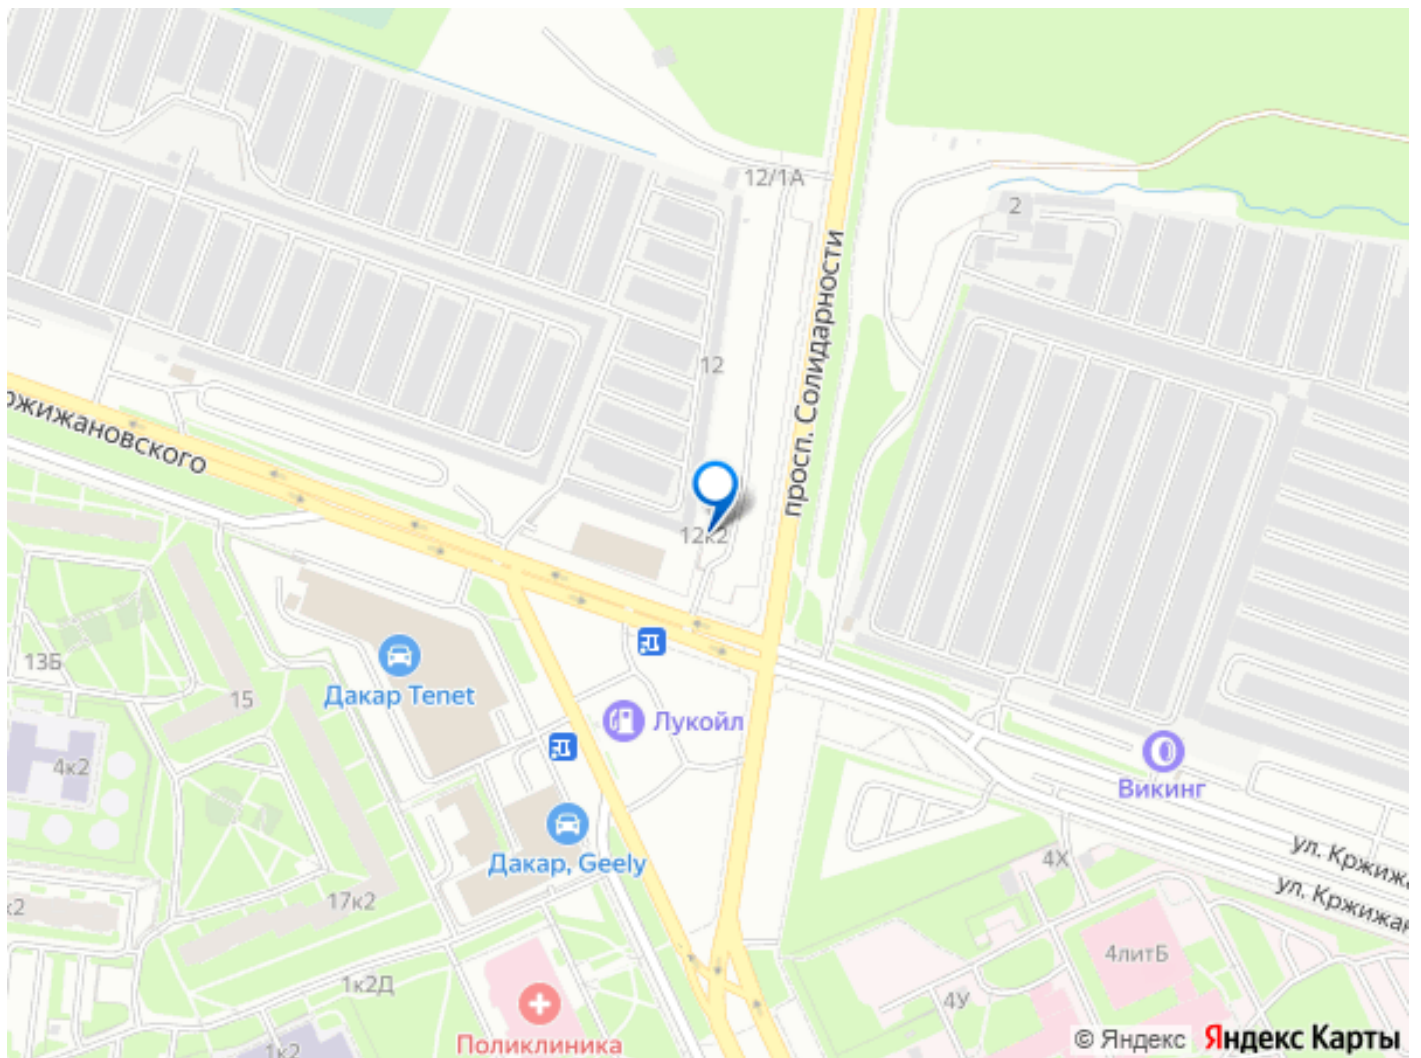 12/1А
2
просп. Солидарности
12
ржижановского
12к2
13Б
15
Дакар Tenet
Лукойл
4к2
Викинг
Дакар, Geely
ул. Кржижа
4Х
ул. Кржижан
17к2
к2
4литБ
1к2Д
4У
Поликлиника
1к2
© Яндекс Яндекс Карты